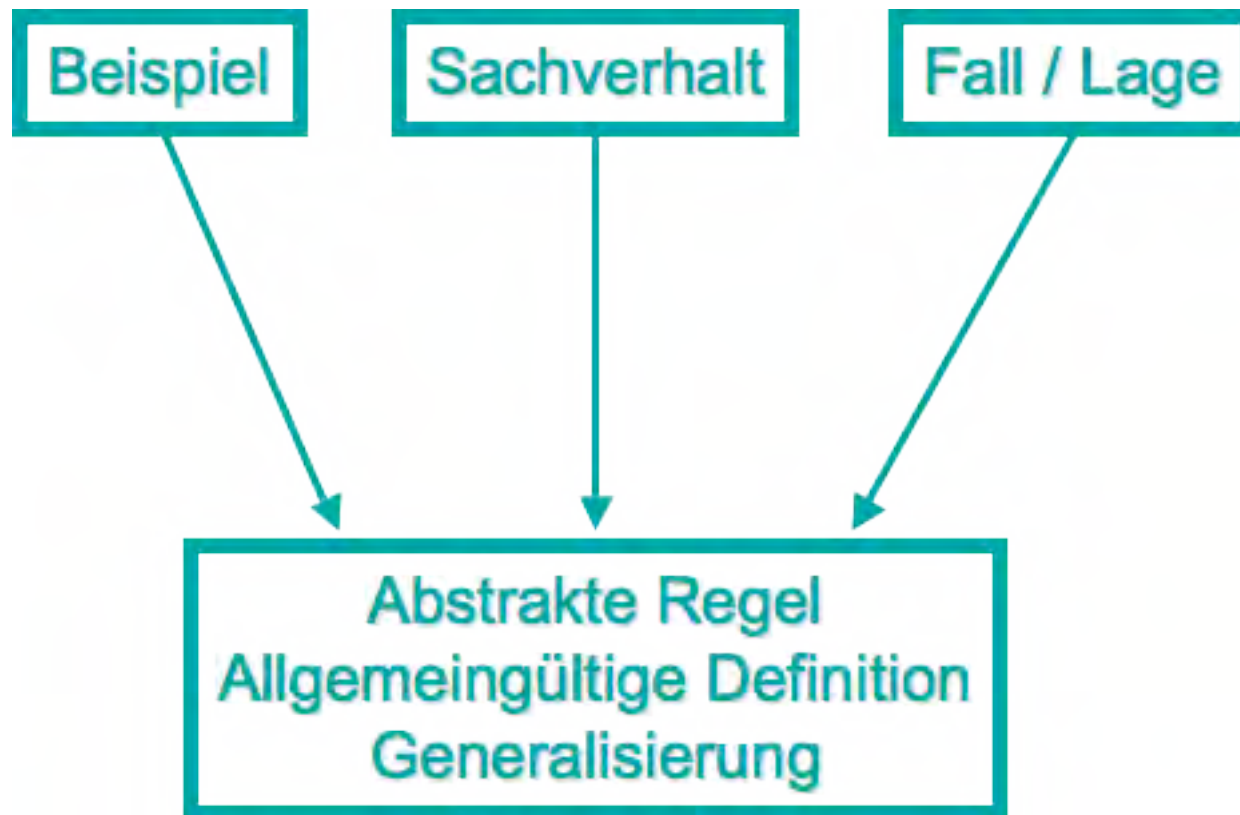 Beispiel
Sachverhalt
Fall / Lage
Abstrakte Regel
Allgemeingültige Definition
Generalisierung